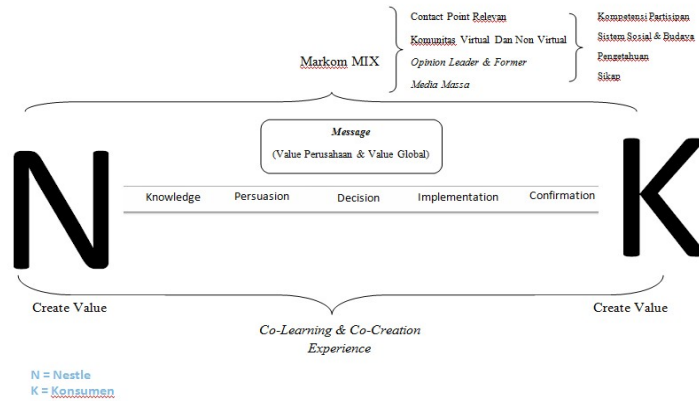 Markom MIX
Contact Point Relevan
Komunitas Virtual Dan Non Virtual
Opinion Leader & Former
Media Massa
Kompetensi Partisipan
Sistem Sosial & Budaya
Pengetahuan
Sikap
Message
(Value Perusahaan & Value Global)
N
K
Knowledge Persuasion Decision Implementation Confirmation
Create Value
Create Value
Co-Learning & Co-Creation
Experience
N = Nestle
K = Konsumen